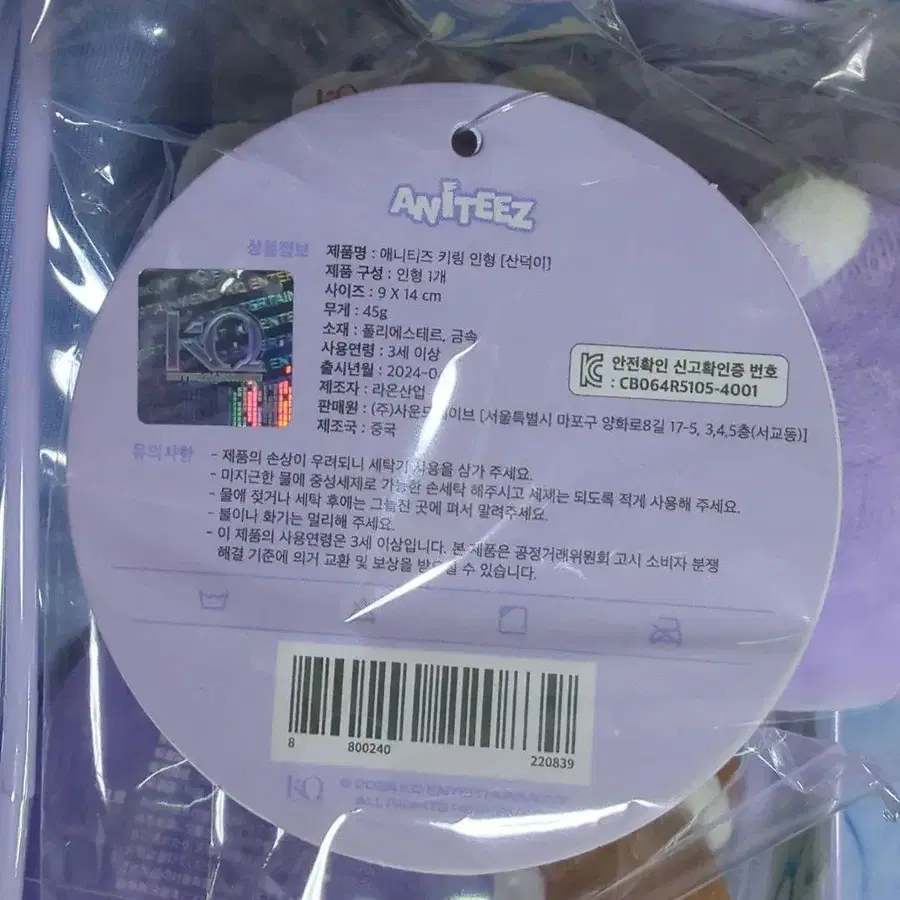 ANITEEZ
상품정보
제품명 : 애니티즈 키링 인형 [산덕이]
제품 구성 : 인형 1개
사이즈 : 9 X 14 cm
무게 : 45g
소재 : 폴리에스테르, 금속
사용연령 : 3세 이상
출시년월 : 2024-0
제조자 : 라온산업
판매원 : (주)사운드웨이브 [서울특별시 마포구 양화로8길 17-5, 3,4,5층(서교동)]
제조국 : 중국
KQ
안전확인 신고확인증 번호
: CB064R5105-4001
유의사항
- 제품의 손상이 우려되니 세탁기 사용을 삼가 주세요.
- 미지근한 물에 중성세제로 가능한 손세탁 해주시고 세제는 되도록 적게 사용해 주세요.
- 물에 젖거나 세탁 후에는 그늘진 곳에 펴서 말려주세요.
- 불이나 화기는 멀리해 주세요.
- 이 제품의 사용연령은 3세 이상입니다. 본 제품은 공정거래위원회 고시 소비자 분쟁
해결 기준에 의거 교환 및 보상을 받으실 수 있습니다.
8 800240 220839
KQ
ALL RIGHTS